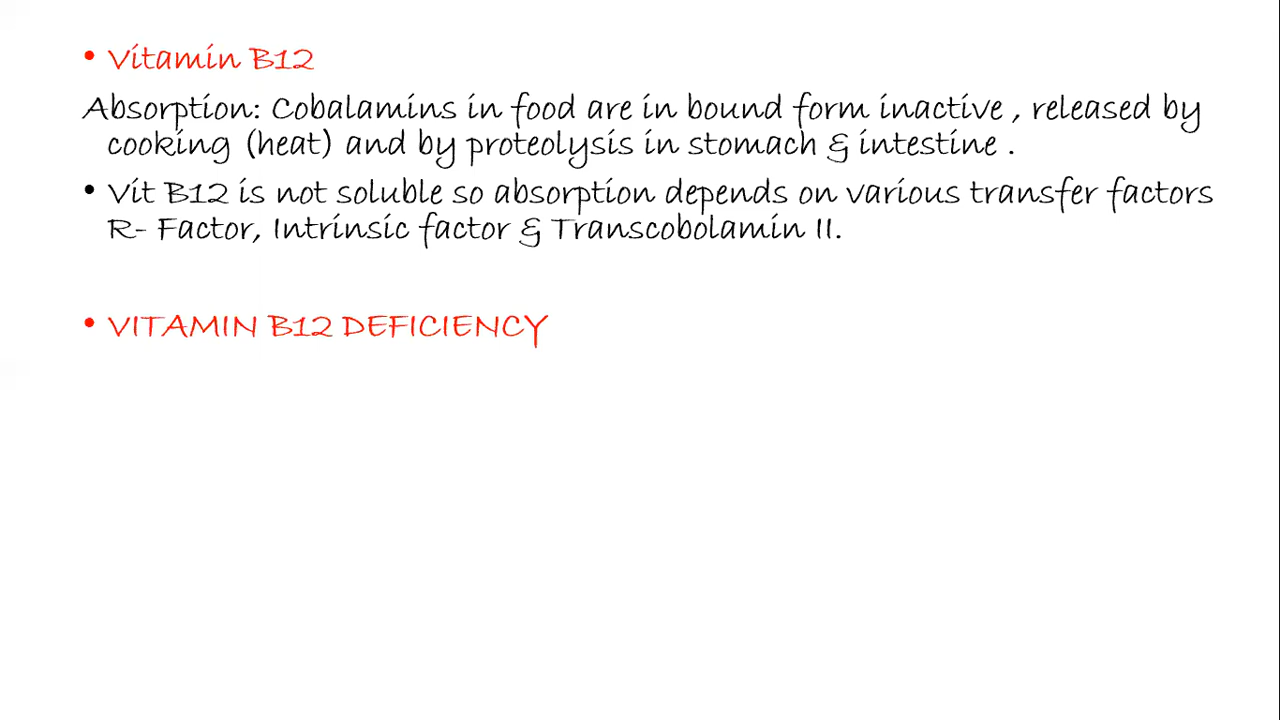 • Vitamin B12
Absorption: Cobalamins in food are in bound form inactive , released by
cooking (heat) and by proteolysis in stomach & intestine .
• Vit B12 is not soluble so absorption depends on various transfer factors
R- Factor, Intrinsic factor & Transcobolamin II.
• VITAMIN B12 DEFICIENCY